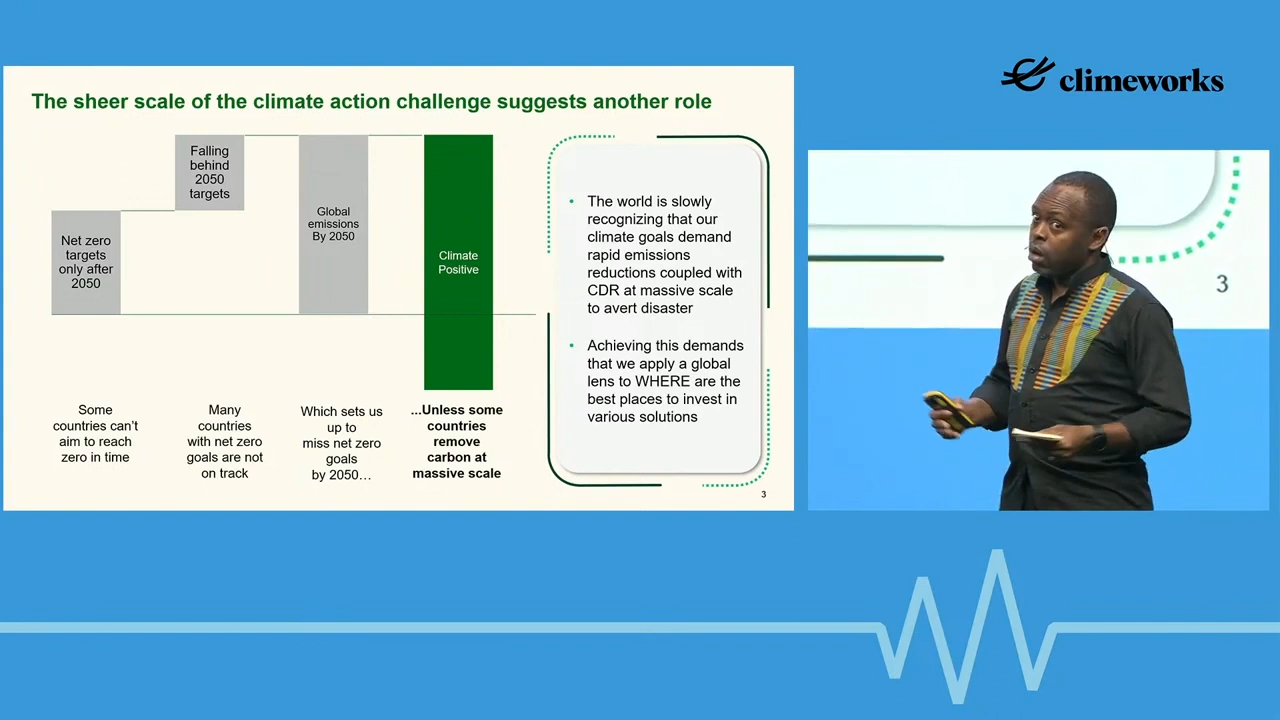 climeworks
The sheer scale of the climate action challenge suggests another role
Net zero
targets
only after
2050
Falling
behind
2050
targets
Global
emissions
By 2050
Climate
Positive
Some
countries can't
aim to reach
zero in time
Many
countries
with net zero
goals are not
on track
Which sets us
up to
miss net zero
goals
by 2050…
...Unless some
countries
remove
carbon at
massive scale
• The world is slowly
recognizing that our
climate goals demand
rapid emissions
reductions coupled with
CDR at massive scale
to avert disaster
• Achieving this demands
that we apply a global
lens to WHERE are the
best places to invest in
various solutions
3
3